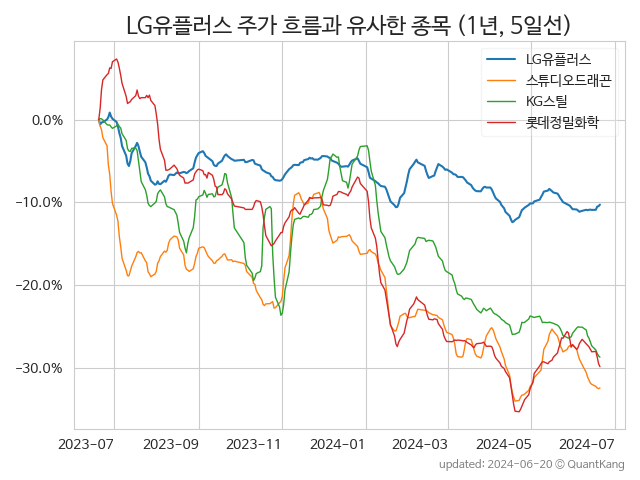 LG유플러스 주가 흐름과 유사한 종목 (1년, 5일선)
LG유플러스
스튜디오드래곤
KG스틸
롯데정밀화학
0.0%
−10.0%
−20.0%
−30.0%
2023-07 2023-09 2023-11 2024-01 2024-03 2024-05 2024-07
updated: 2024-06-20 © QuantKang